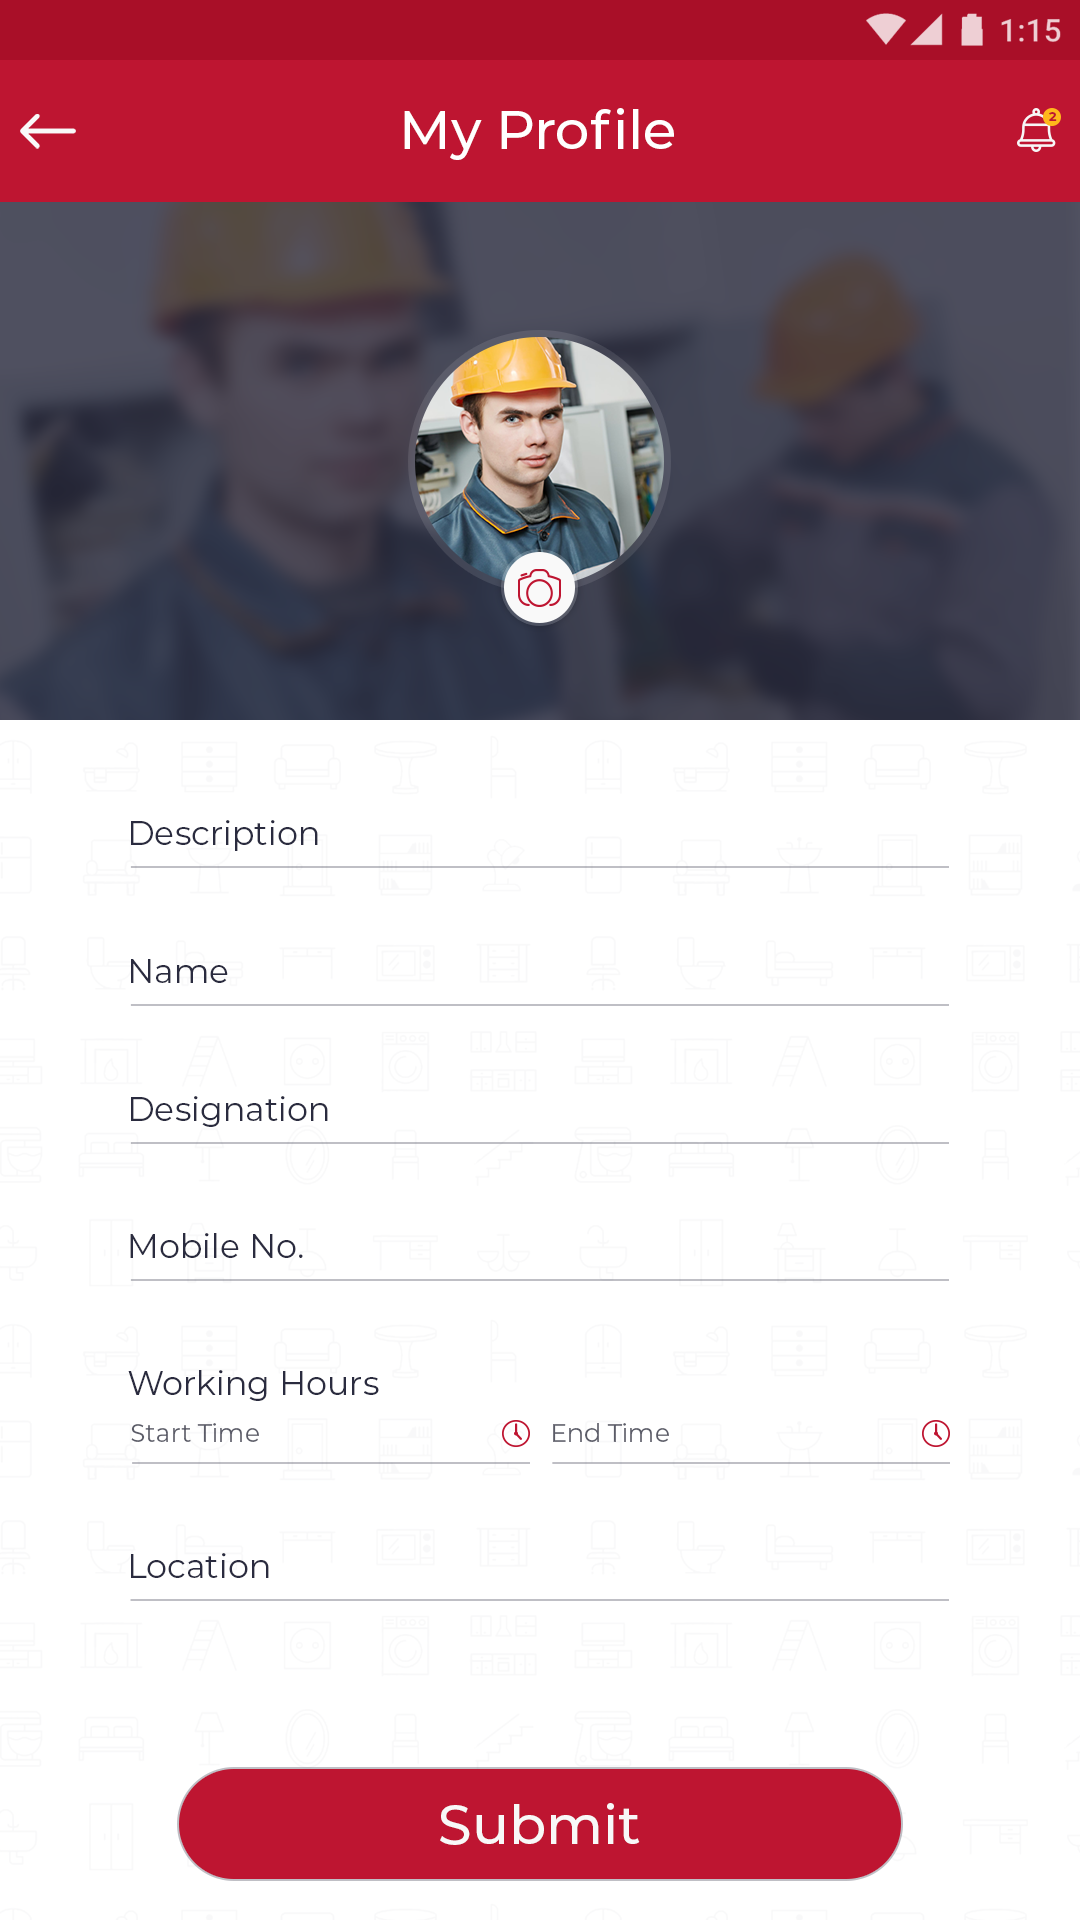 1:15
My Profile
2
Description
Name
Designation
Mobile No.
Working Hours
Start Time End Time
Location
Submit